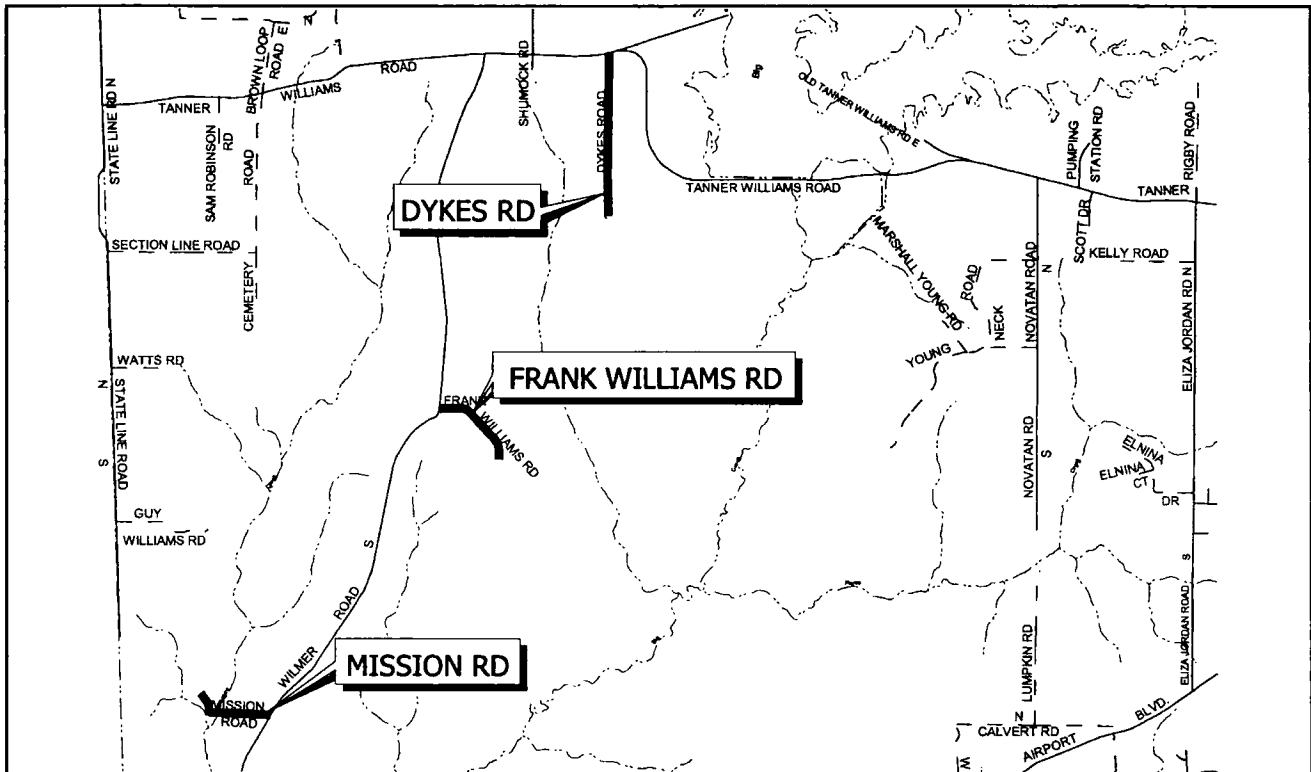 N
STATE LINE RD N
BROWN LOOP
ROAD E
ROAD
TANNER
WILLIAMS
SAM ROBINSON
RD
ROAD
CEMETERY
SHUMOCK RD
DYKES ROAD
DYKES RD
Big
OLD TANNER WILLIAMS RD E
PUMPING
STATION RD
RIGBY ROAD
TANNER WILLIAMS ROAD
TANNER
SECTION LINE ROAD
SCOTT DR
KELLY ROAD
MARSHALL YOUNG RD
ROAD
NECK
YOUNG
NOVATAN ROAD
N
ELIZA JORDAN RD N
WATTS RD
N
S
STATE LINE ROAD
FRANK WILLIAMS RD
FRANK
WILLIAMS RD
NOVATAN RD
S
ELNINA
ELNINA
CT
DR
GUY
WILLIAMS RD
S
ROAD
WILMER
MISSION RD
MISSION
ROAD
Big
LUMPKIN RD
ELIZA JORDAN ROAD
S
N
CALVERT RD
AIRPORT
BLVD.
W